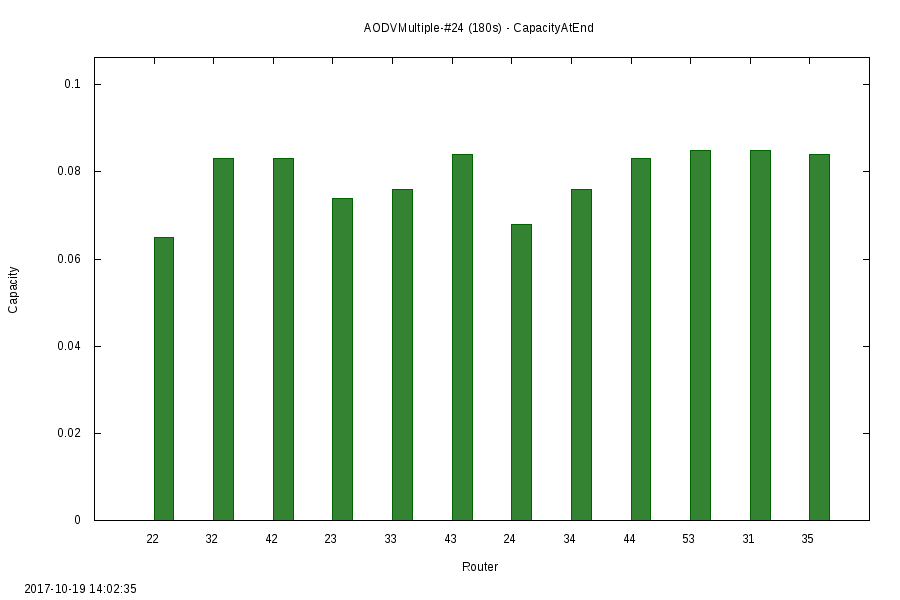 AODVMultiple-#24 (180s) - CapacityAtEnd
0.1
0.08
0.06
0.04
0.02
0
Capacity
22 32 42 23 33 43 24 34 44 53 31 35
Router
2017-10-19 14:02:35